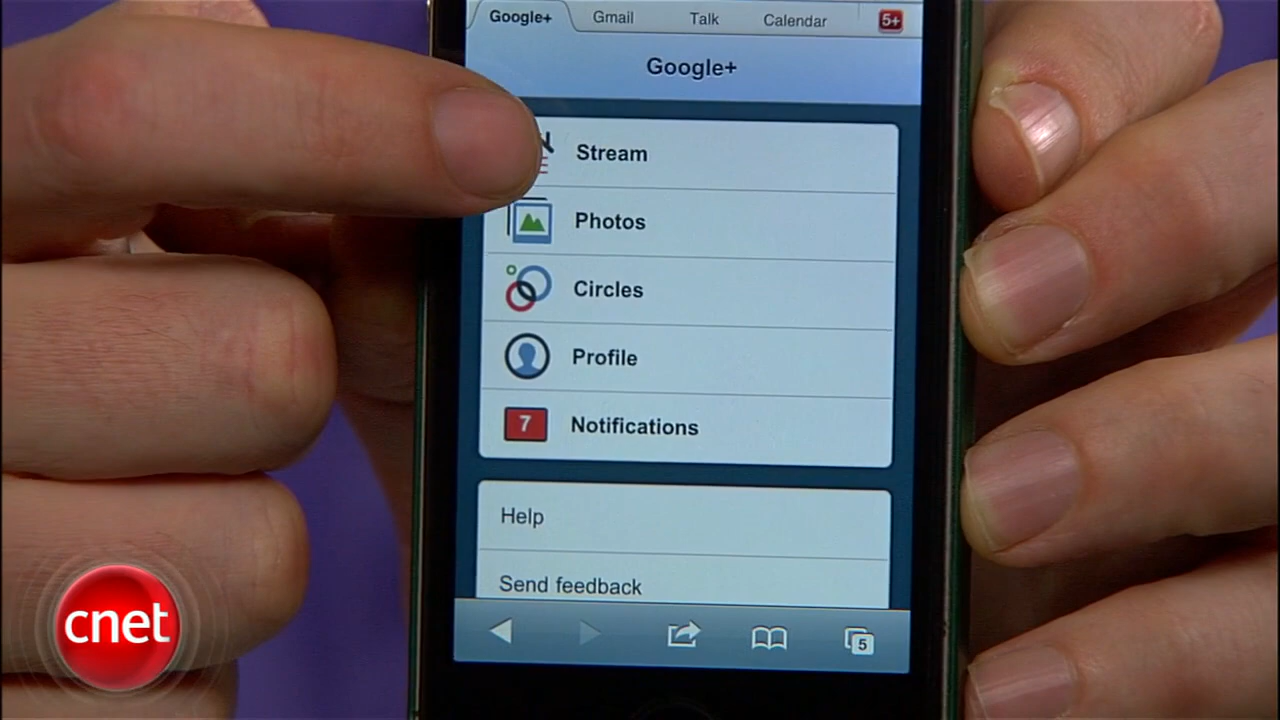 Google+ Gmail Talk Calendar 5+
Google+
Stream
Photos
Circles
Profile
7 Notifications
Help
Send feedback
5
cnet